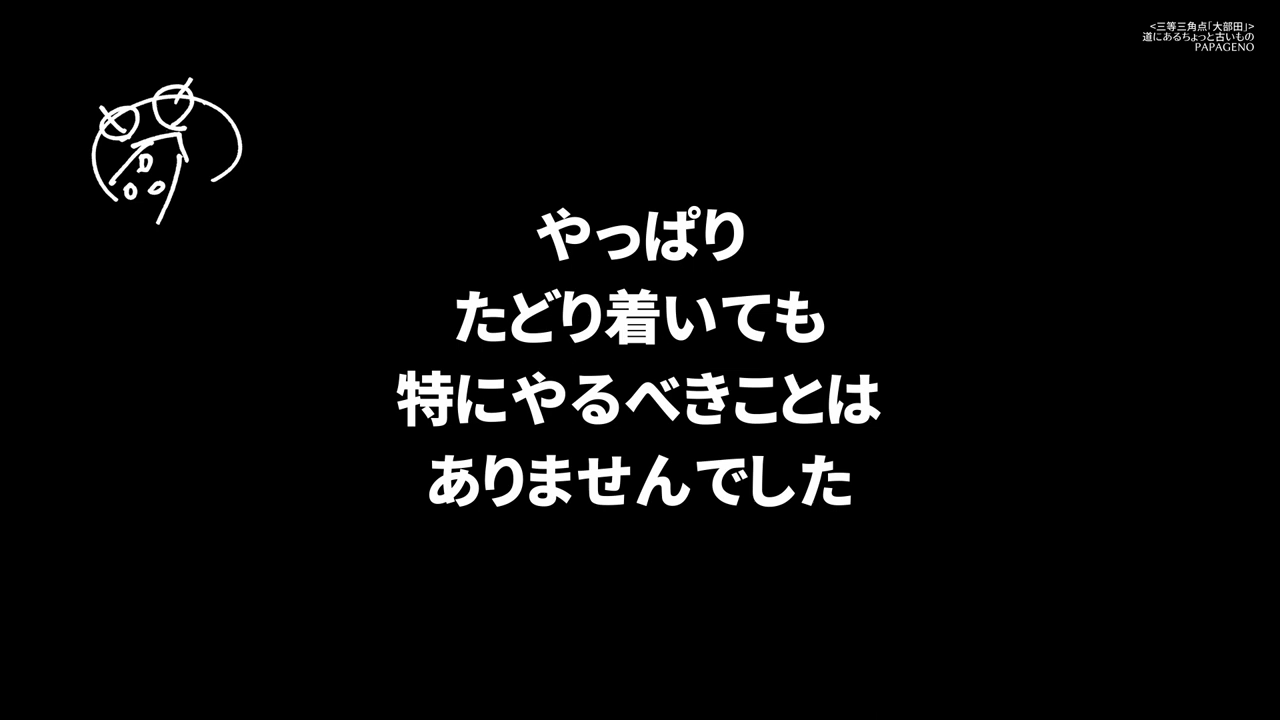 <三等三角点「大部田」>
道にあるちょっと古いもの
PAPAGENO
やっぱり
たどり着いても
特にやるべきことは
ありませんでした